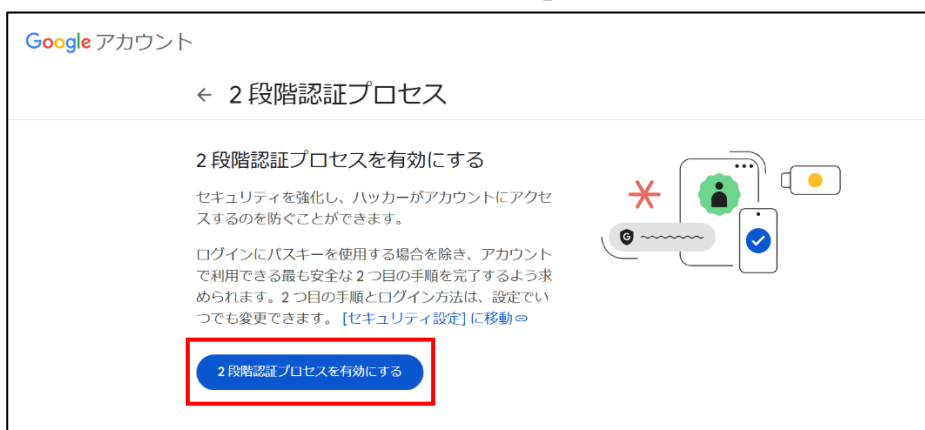 Google アカウント
← 2 段階認証プロセス
2 段階認証プロセスを有効にする
セキュリティを強化し、ハッカーがアカウントにアクセ
スするのを防ぐことができます。
ログインにパスキーを使用する場合を除き、アカウント
で利用できる最も安全な 2 つ目の手順を完了するよう求
められます。2 つ目の手順とログイン方法は、設定でい
つでも変更できます。 [セキュリティ設定] に移動
G
2 段階認証プロセスを有効にする